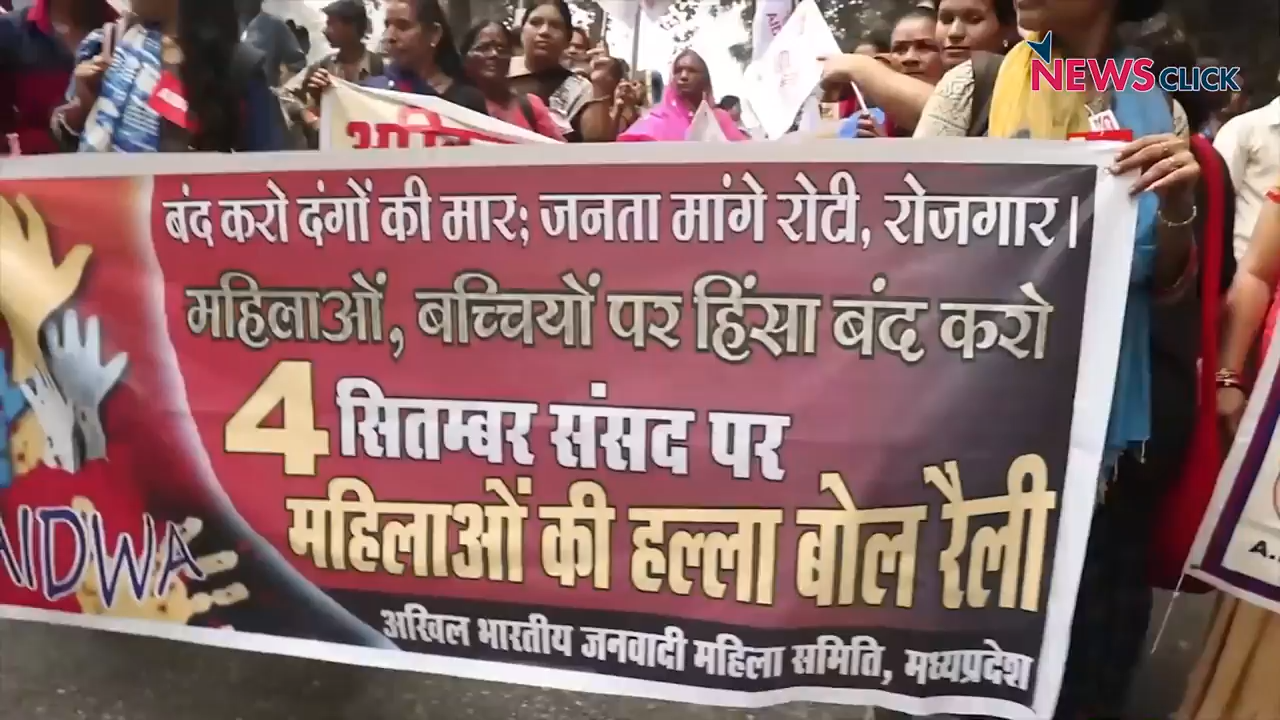 NEWSCLICK
बंद करो दंगों की मार; जनता मांगे रोटी, रोजगार।
महिलाओं, बच्चियों पर हिंसा बंद करो
4 सितम्बर संसद पर
महिलाओं की हल्ला बोल रैली
AIDWA
अखिल भारतीय जनवादी महिला समिति, मध्यप्रदेश
A.